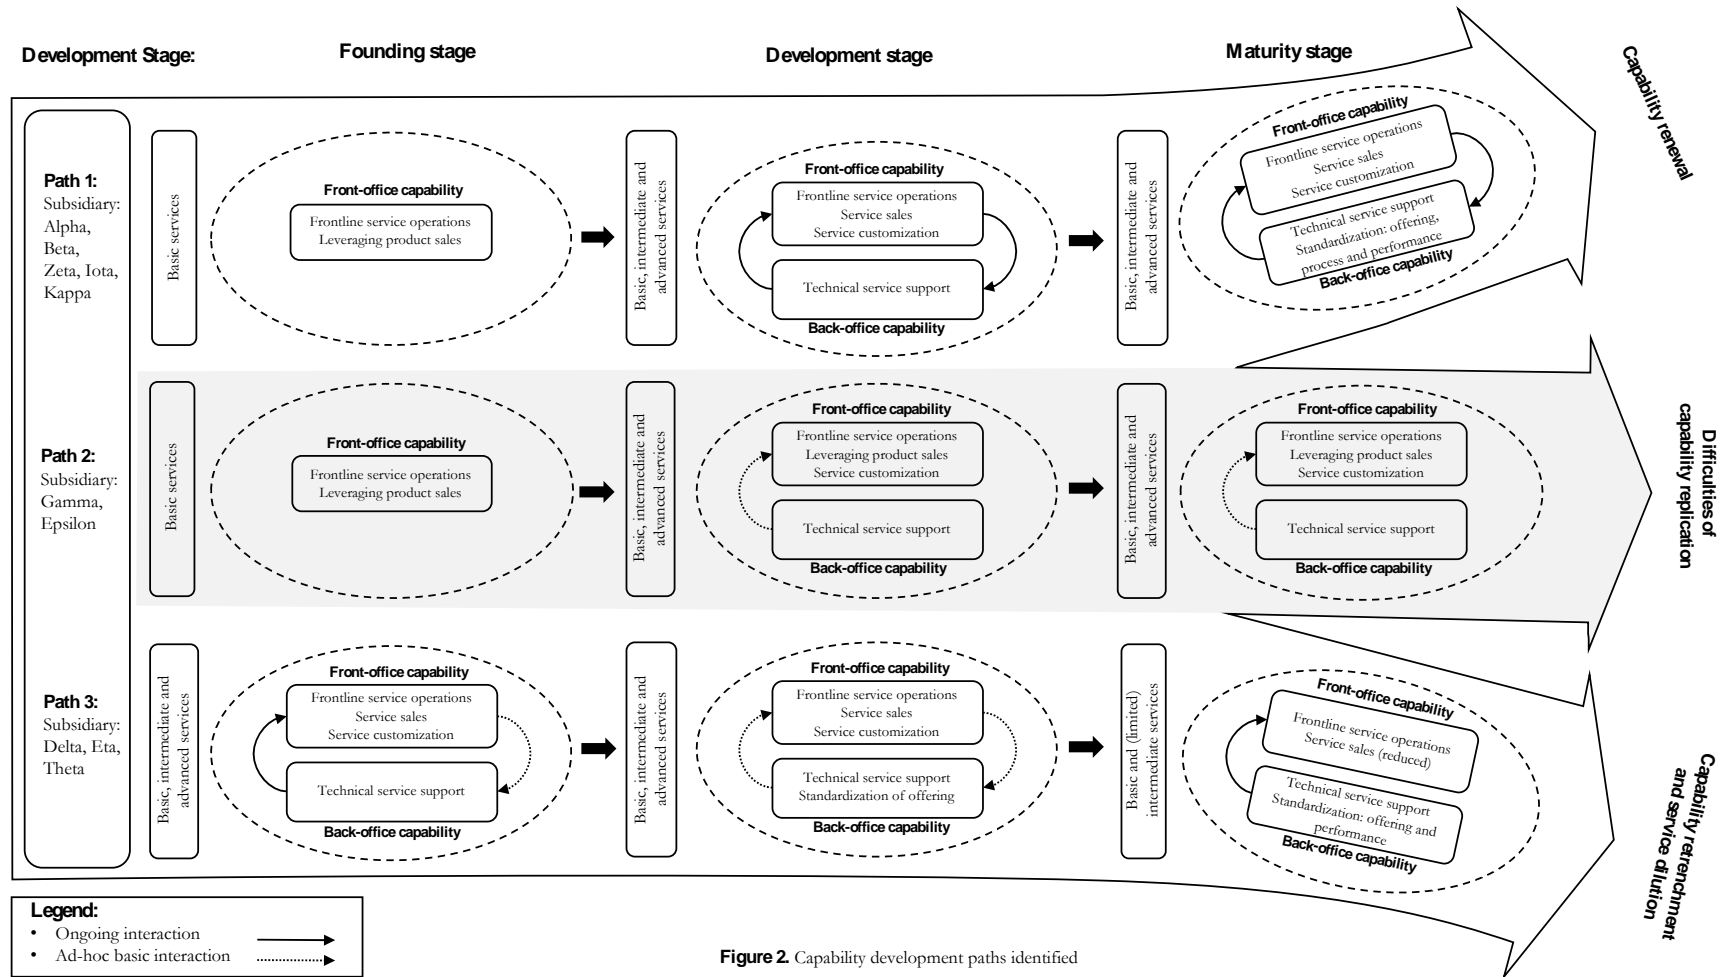 Development Stage:
Founding stage
Development stage
Maturity stage
Path 1:
Subsidiary:
Alpha,
Beta,
Zeta, Iota,
Kappa
Basic services
Front-office capability
Frontline service operations
Leveraging product sales
Basic, intermediate and
advanced services
Front-office capability
Frontline service operations
Service sales
Service customization
Technical service support
Back-office capability
Basic, intermediate and
advanced services
Front-office capability
Frontline service operations
Service sales
Service customization
Technical service support
Standardization: offering,
process and performance
Back-office capability
Capability renewal
Path 2:
Subsidiary:
Gamma,
Epsilon
Basic services
Front-office capability
Frontline service operations
Leveraging product sales
Basic, intermediate and
advanced services
Front-office capability
Frontline service operations
Leveraging product sales
Service customization
Technical service support
Back-office capability
Basic, intermediate and
advanced services
Front-office capability
Frontline service operations
Leveraging product sales
Service customization
Technical service support
Back-office capability
Difficulties of
capability replication
Path 3:
Subsidiary:
Delta, Eta,
Theta
Basic, intermediate and
advanced services
Front-office capability
Frontline service operations
Service sales
Service customization
Technical service support
Back-office capability
Basic, intermediate and
advanced services
Front-office capability
Frontline service operations
Service sales
Service customization
Technical service support
Standardization of offering
Back-office capability
Basic and (limited)
intermediate services
Front-office capability
Frontline service operations
Service sales (reduced)
Technical service support
Standardization: offering and
performance
Back-office capability
Capability retrenchment
and service dilution
Legend:
• Ongoing interaction
• Ad-hoc basic interaction
Figure 2. Capability development paths identified